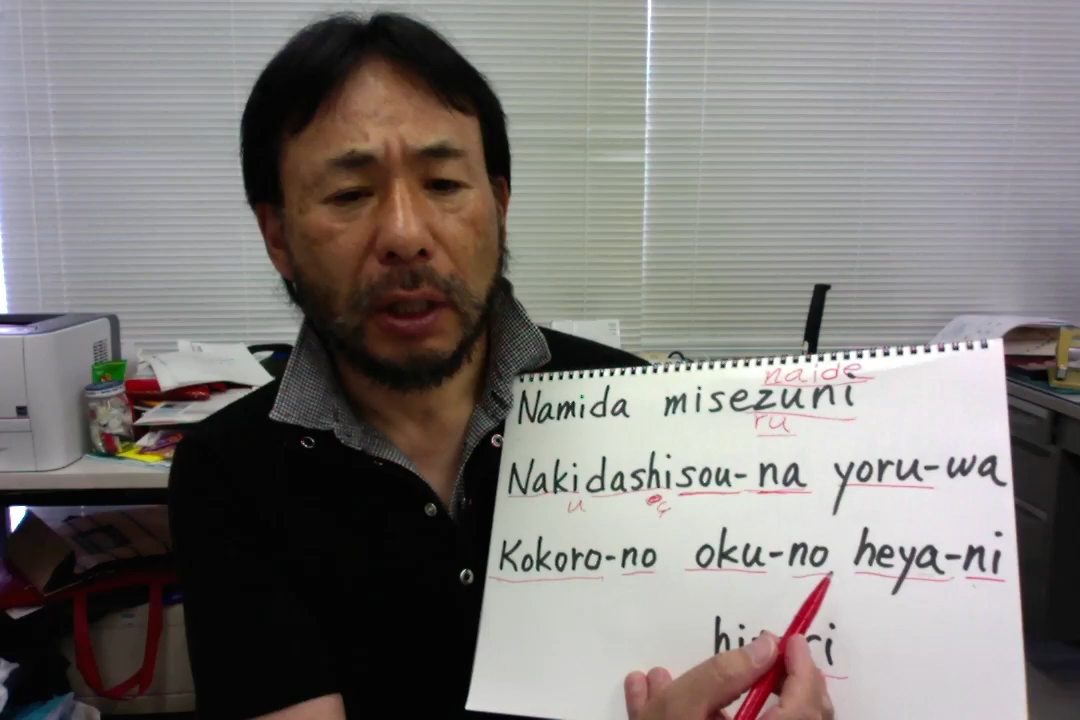 naide
Namida misezuni
ru
Nakidashisou-na yoru-wa
u
Kokoro-no oku-no heya-ni